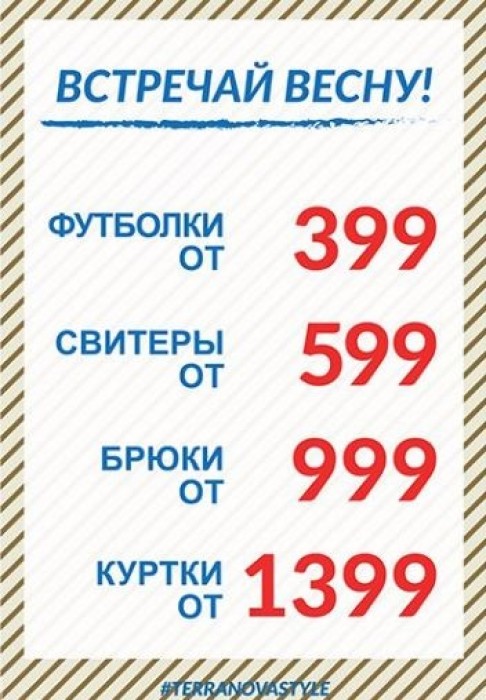 ВСТРЕЧАЙ ВЕСНУ!
ФУТБОЛКИ
ОТ 399
СВИТЕРЫ
ОТ 599
БРЮКИ
ОТ 999
КУРТКИ
ОТ 1399
#TERRANOVASTYLE